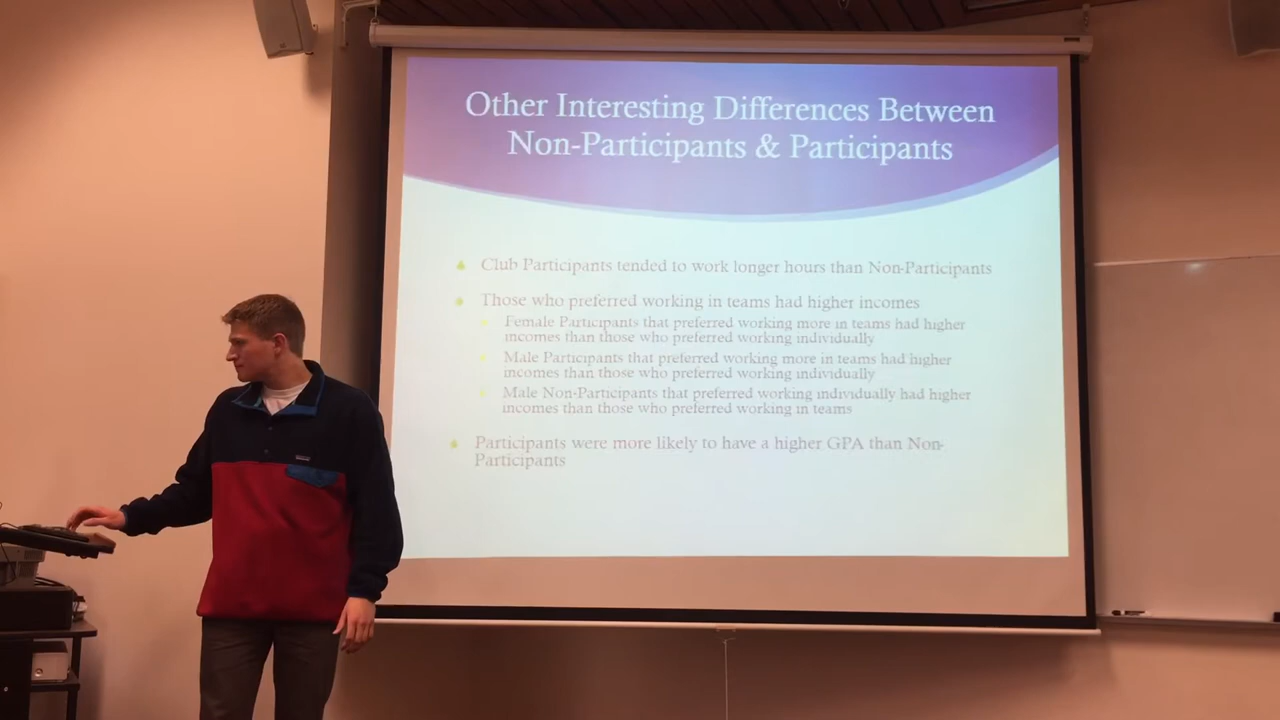 Other Interesting Differences Between
Non-Participants & Participants
Club Participants tended to work longer hours than Non-Participants
Those who preferred working in teams had higher incomes
Female Participants that preferred working more in teams had higher
incomes than those who preferred working individually
Male Participants that preferred working more in teams had higher
incomes than those who preferred working individually
Male Non-Participants that preferred working individually had higher
incomes than those who preferred working in teams
Participants were more likely to have a higher GPA than Non-
Participants